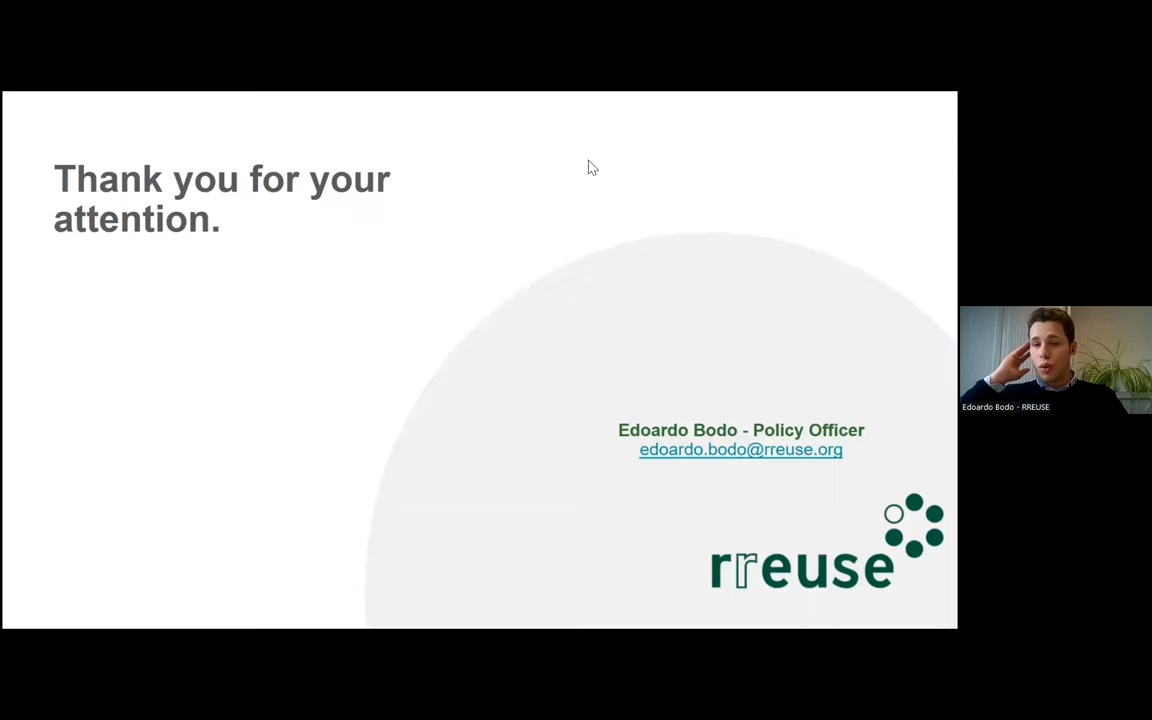 Thank you for your
attention.
Edoardo Bodo - Policy Officer
edoardo.bodo@rreuse.org
rreuse
Edoardo Bodo - RREUSE